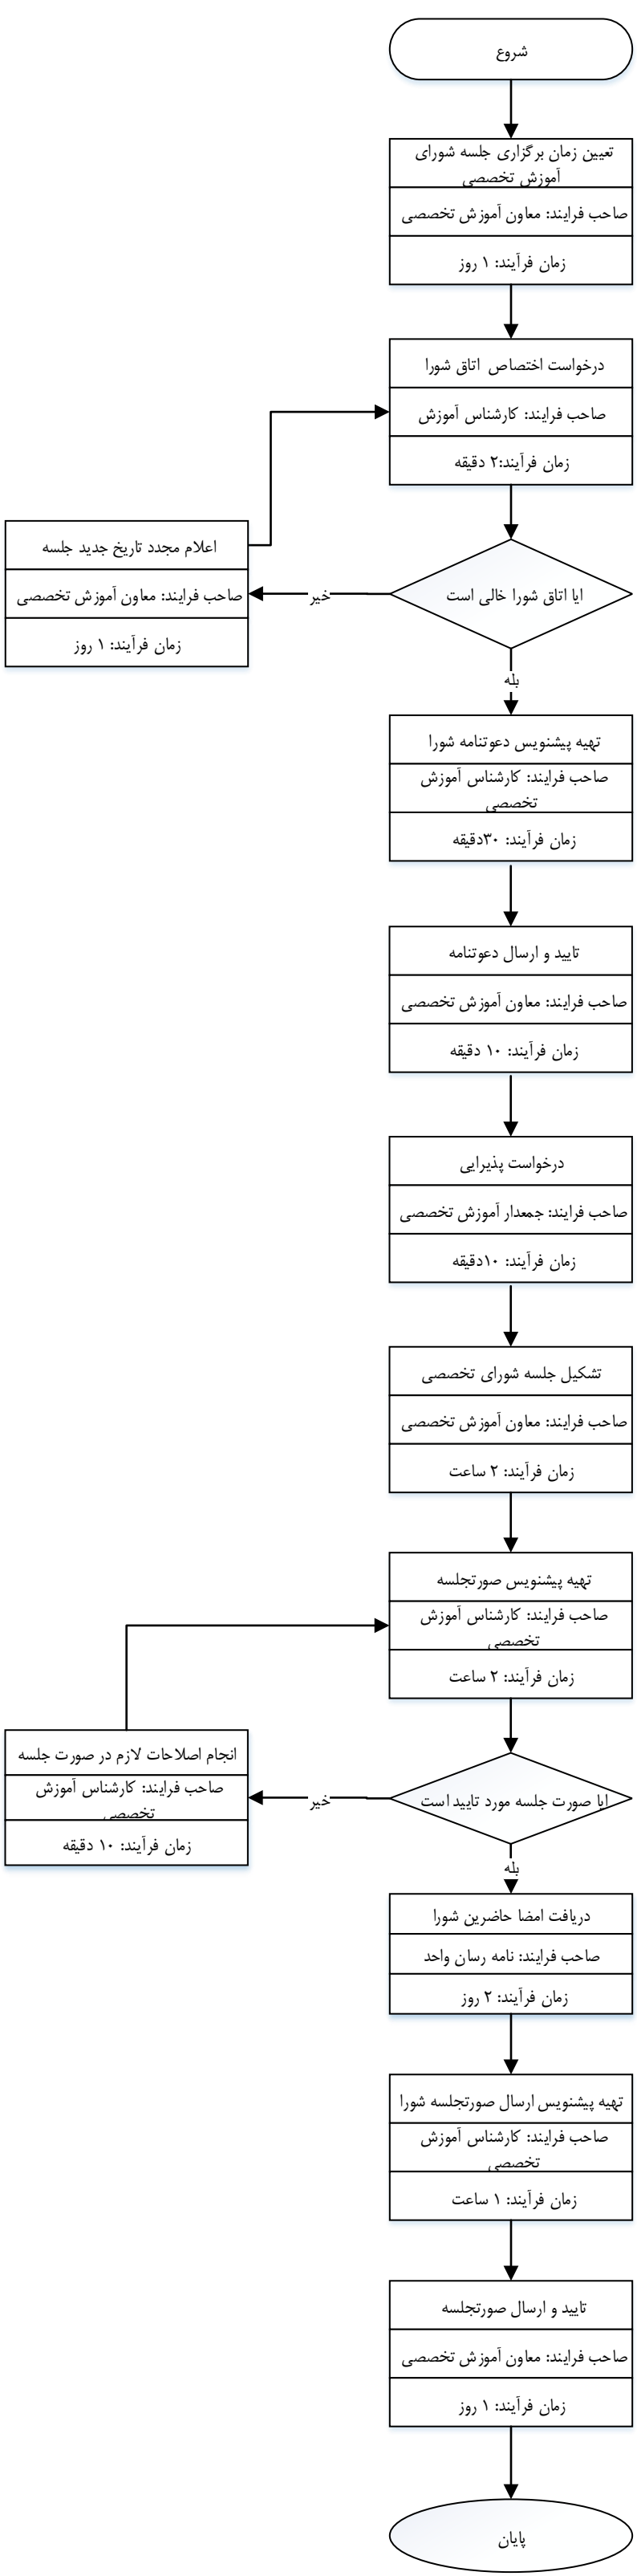 شروع
تعیین زمان برگزاری جلسه شورای
آموزش تخصصی
صاحب فرایند: معاون آموزش تخصصی
زمان فرآیند: ۱ روز
درخواست اختصاص اتاق شورا
صاحب فرایند: کارشناس آموزش
زمان فرآیند:۲ دقیقه
اعلام مجدد تاریخ جدید جلسه
صاحب فرایند: معاون آموزش تخصصی
زمان فرآیند: ۱ روز
ایا اتاق شورا خالی است
خیر
بله
تهیه پیشنویس دعوتنامه شورا
صاحب فرایند: کارشناس آموزش
تخصصی
زمان فرآیند: ۳۰دقیقه
تایید و ارسال دعوتنامه
صاحب فرایند: معاون آموزش تخصصی
زمان فرآیند: ۱۰ دقیقه
درخواست پذیرایی
صاحب فرایند: جمعدار آموزش تخصصی
زمان فرآیند: ۱۰دقیقه
تشکیل جلسه شورای تخصصی
صاحب فرایند: معاون آموزش تخصصی
زمان فرآیند: ۲ ساعت
تهیه پیشنویس صورتجلسه
صاحب فرایند: کارشناس آموزش
تخصصی
زمان فرآیند: ۲ ساعت
انجام اصلاحات لازم در صورت جلسه
صاحب فرایند: کارشناس آموزش
تخصصی
زمان فرآیند: ۱۰ دقیقه
ایا صورت جلسه مورد تایید است
خیر
بله
دریافت امضا حاضرین شورا
صاحب فرایند: نامه رسان واحد
زمان فرآیند: ۲ روز
تهیه پیشنویس ارسال صورتجلسه شورا
صاحب فرایند: کارشناس آموزش
تخصصی
زمان فرآیند: ۱ ساعت
تایید و ارسال صورتجلسه
صاحب فرایند: معاون آموزش تخصصی
زمان فرآیند: ۱ روز
پایان